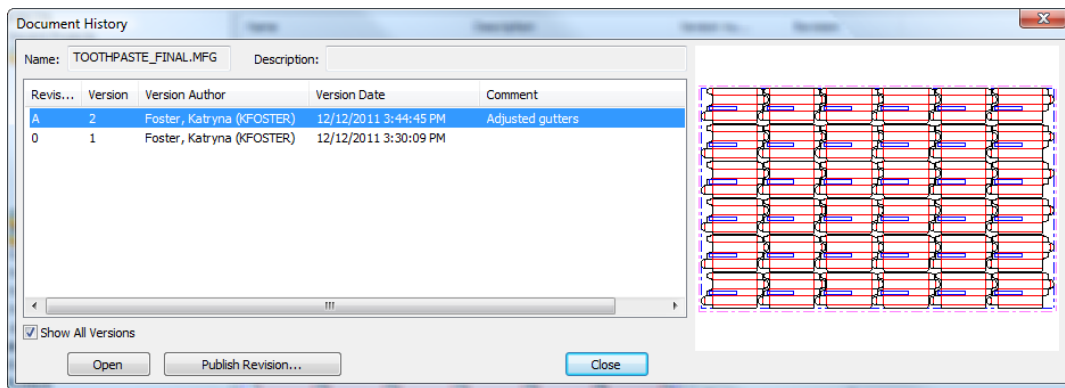 Document History
Name: TOOTHPASTE_FINAL.MFG Description:
Revis... Version Version Author Version Date Comment
A 2 Foster, Katryna (KFOSTER) 12/12/2011 3:44:45 PM Adjusted gutters
0 1 Foster, Katryna (KFOSTER) 12/12/2011 3:30:09 PM
Show All Versions
Open Publish Revision... Close